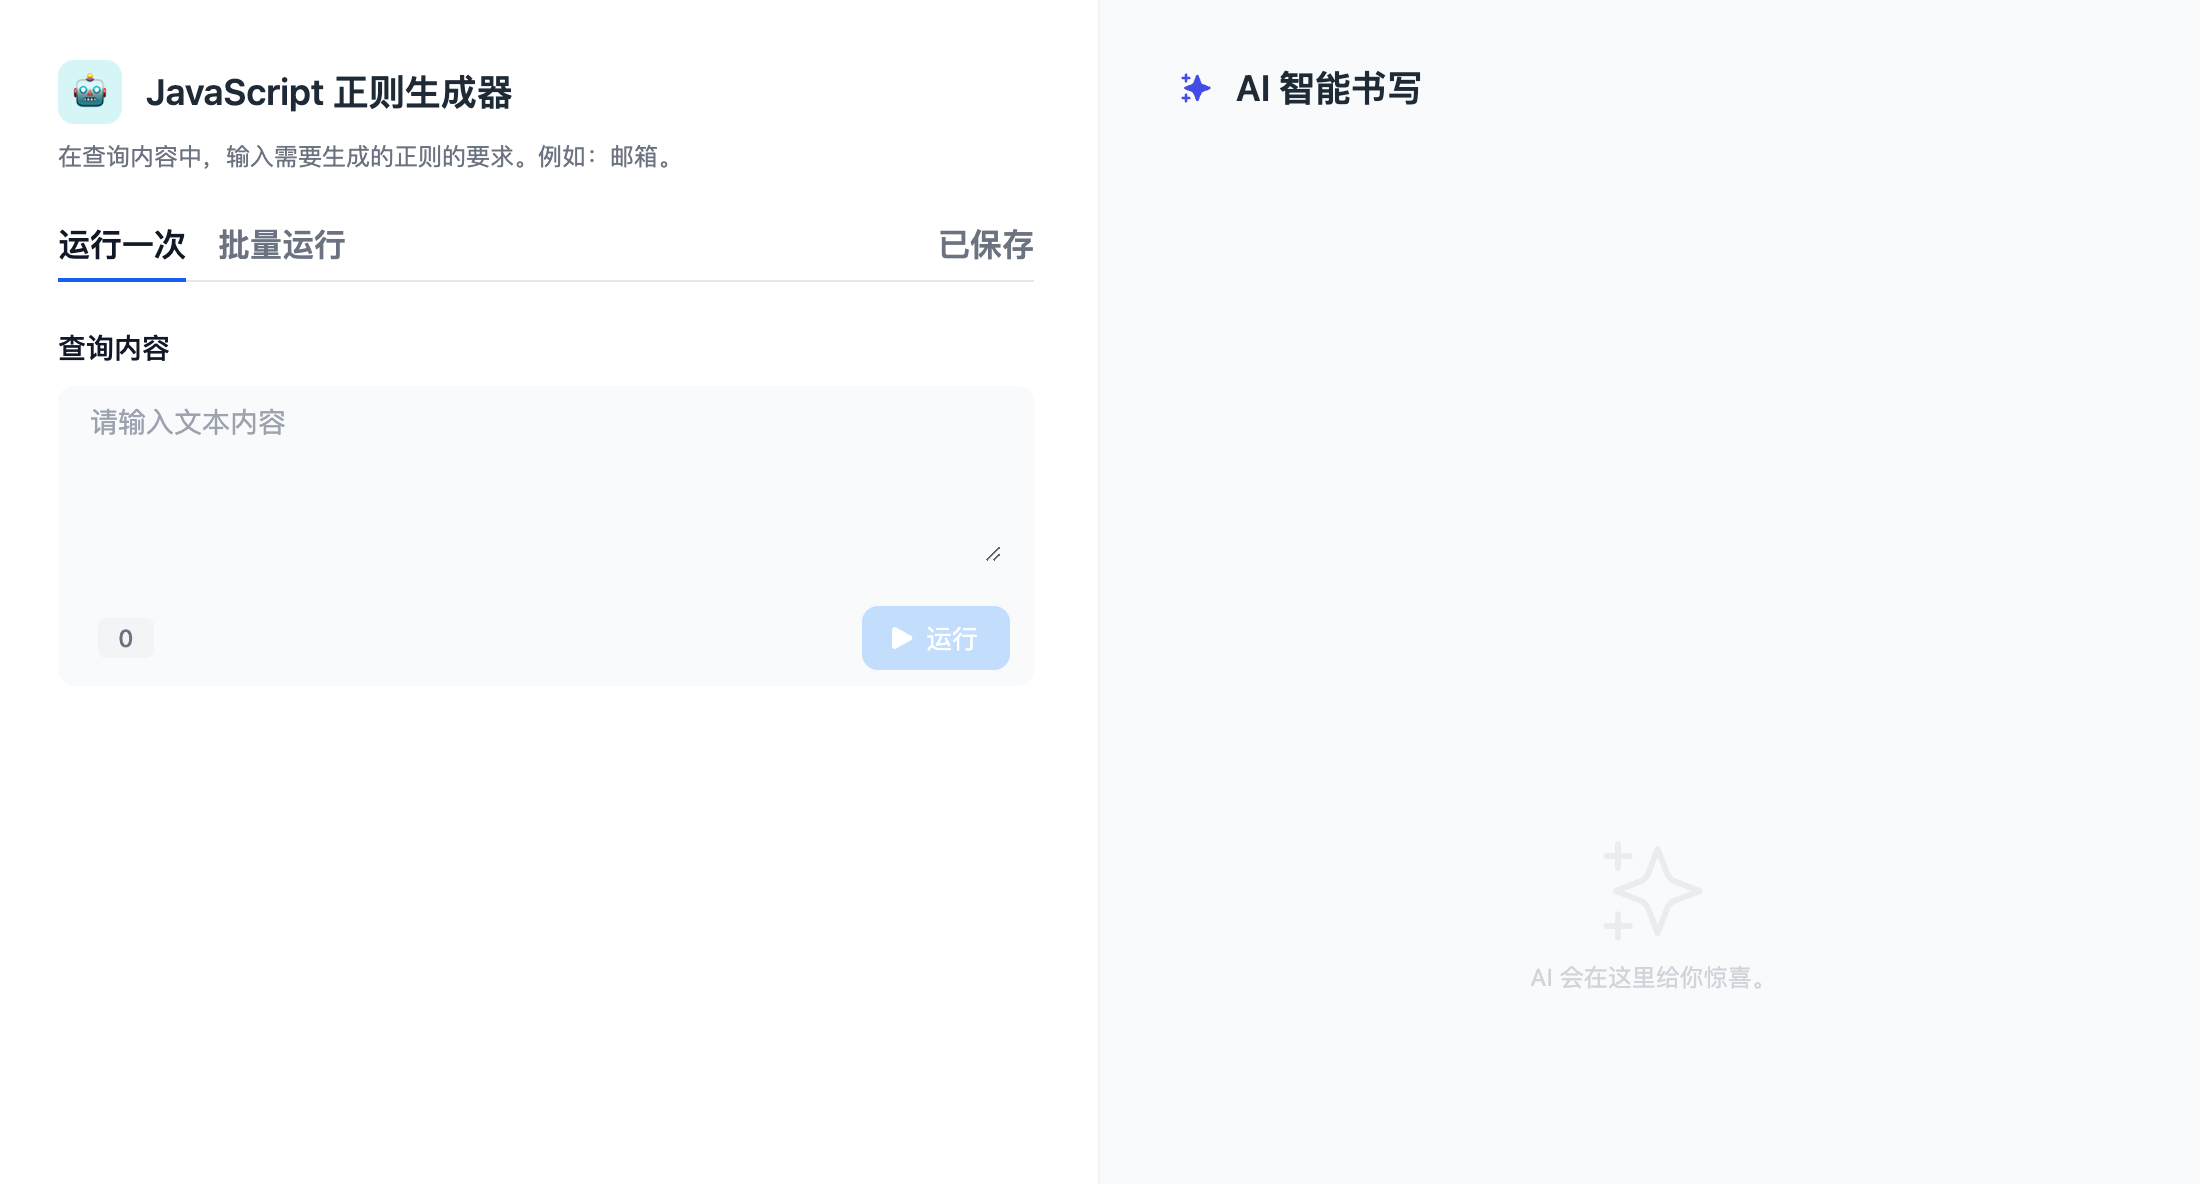 JavaScript 正则生成器
在查询内容中，输入需要生成的正则的要求。例如：邮箱。
运行一次 批量运行 已保存
查询内容
请输入文本内容
0
运行
AI 智能书写
AI 会在这里给你惊喜。